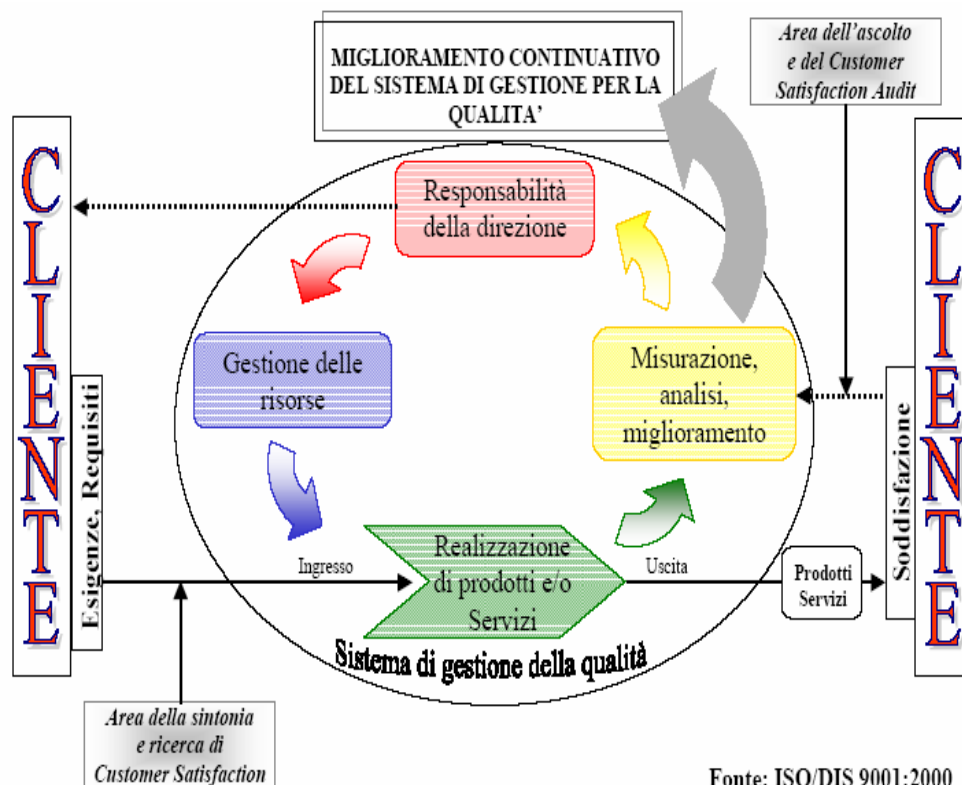 MIGLIORAMENTO CONTINUATIVO
DEL SISTEMA DI GESTIONE PER LA
QUALITA'
Area dell'ascolto
e del Customer
Satisfaction Audit
CLIENTE
Esigenze, Requisiti
Responsabilità
della direzione
Gestione delle
risorse
Misurazione,
analisi,
miglioramento
Ingresso
Realizzazione
di prodotti e/o
Servizi
Uscita
Prodotti
Servizi
Soddisfazione
CLIENTE
Sistema di gestione della qualità
Area della sintonia
e ricerca di
Customer Satisfaction
Fonte: ISO/DIS 9001:2000